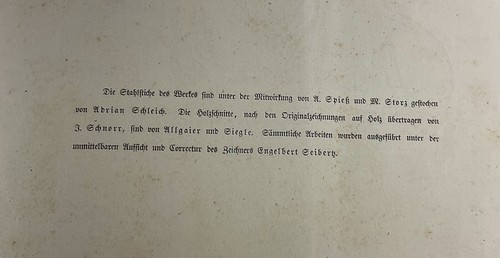 Die Stahlstiche des Werkes sind unter der Mitwirkung von A. Spieß und M. Storz gestochen
von Adrian Schleich. Die Holzschnitte, nach den Originalzeichnungen auf Holz übertragen von
J. Schnorr, sind von Allgaier und Siegle. Sämmtliche Arbeiten wurden ausgeführt unter der
unmittelbaren Aufsicht und Correctur des Zeichners Engelbert Seibertz.